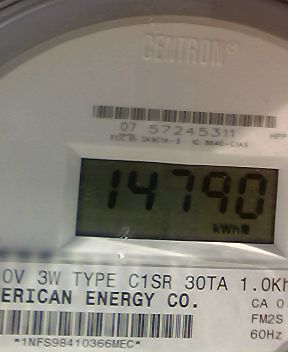 CENTRON®
07 57245311
14790
kWh
0V 3W TYPE C1SR 30TA 1.0Kh
ERICAN ENERGY CO.
CA 0
FM2S
60Hz
*1NFS98410366MEC*